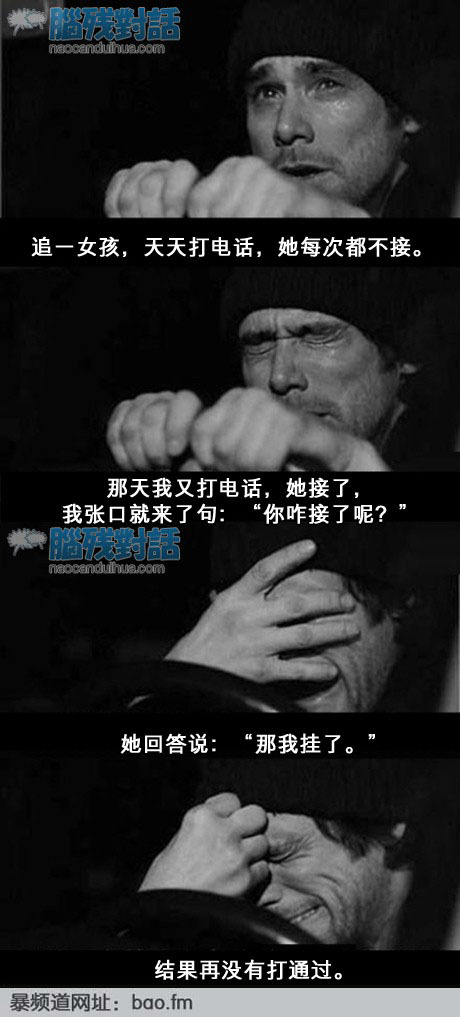 腦残對話
naocanduihua.com
追一女孩，天天打电话，她每次都不接。
那天我又打电话，她接了，
我张口就来了句：“你咋接了呢？”
腦残對話
naocanduihua.com
她回答说：“那我挂了。”
结果再没有打通过。
暴频道网址：bao.fm